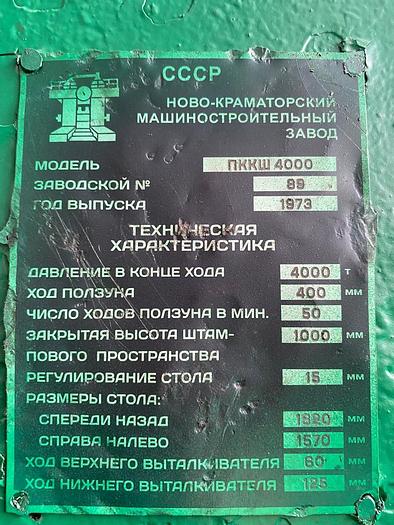 СССР
НОВО-КРАМАТОРСКИЙ
МАШИНОСТРОИТЕЛЬНЫЙ
ЗАВОД
МОДЕЛЬ ПККШ 4000
ЗАВОДСКОЙ № 89
ГОД ВЫПУСКА 1973
ТЕХНИЧЕСКАЯ
ХАРАКТЕРИСТИКА
ДАВЛЕНИЕ В КОНЦЕ ХОДА 4000 Т
ХОД ПОЛЗУНА 400 ММ
ЧИСЛО ХОДОВ ПОЛЗУНА В МИН. 50
ЗАКРЫТАЯ ВЫСОТА ШТАМ- 1000 ММ
ПОВОГО ПРОСТРАНСТВА
РЕГУЛИРОВАНИЕ СТОЛА 15 ММ
РАЗМЕРЫ СТОЛА:
СПЕРЕДИ НАЗАД 1820 ММ
СПРАВА НАЛЕВО 1570 ММ
ХОД ВЕРХНЕГО ВЫТАЛКИВАТЕЛЯ 60 ММ
ХОД НИЖНЕГО ВЫТАЛКИВАТЕЛЯ 125 ММ